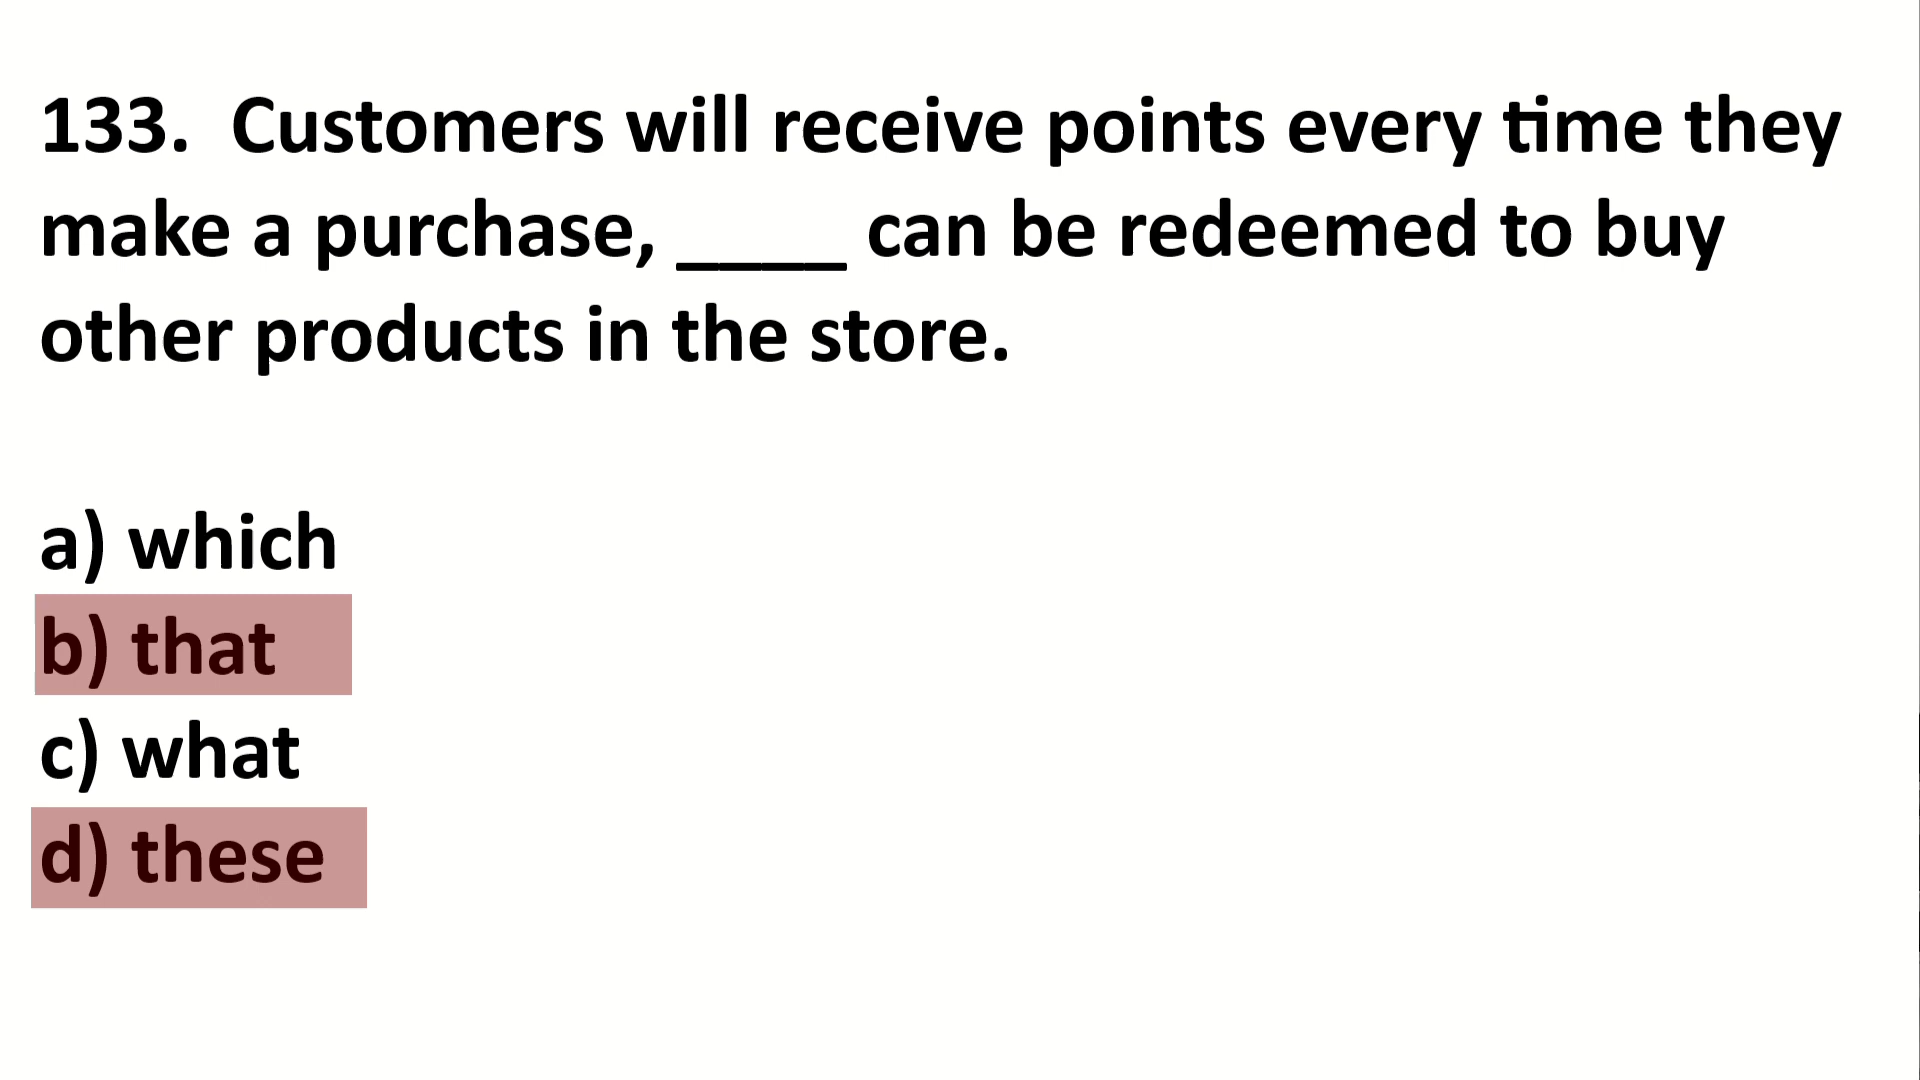 133.  Customers will receive points every time they
make a purchase, ____ can be redeemed to buy
other products in the store.
a) which
b) that
c) what
d) these